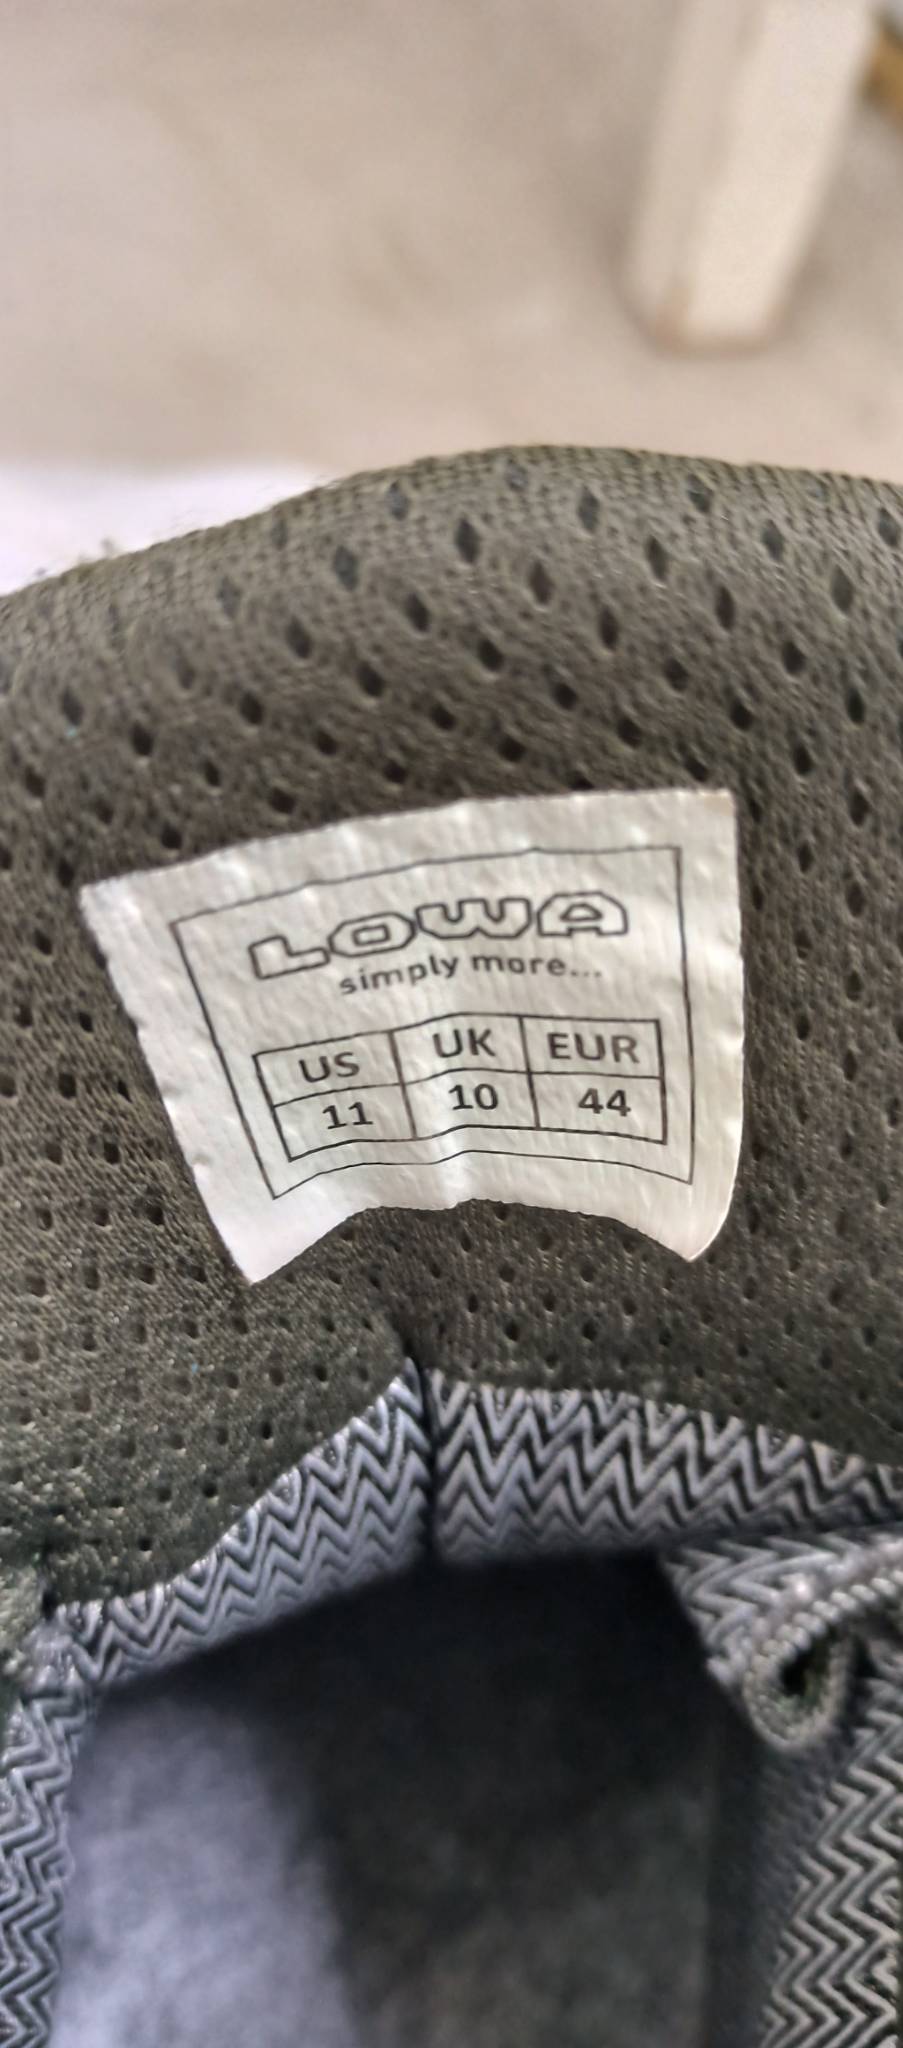 LOWA
simply more...
US UK EUR
11 10 44